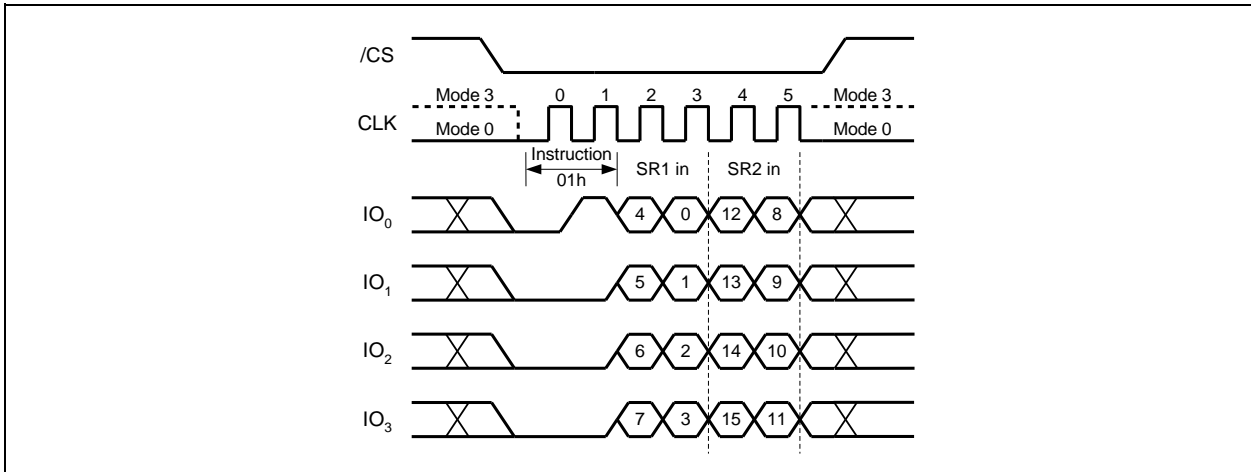 /CS
Mode 3 0 1 2 3 4 5 Mode 3
CLK
Mode 0 Mode 0
Instruction
01h SR1 in SR2 in
IO0 4 0 12 8
IO1 5 1 13 9
IO2 6 2 14 10
IO3 7 3 15 11